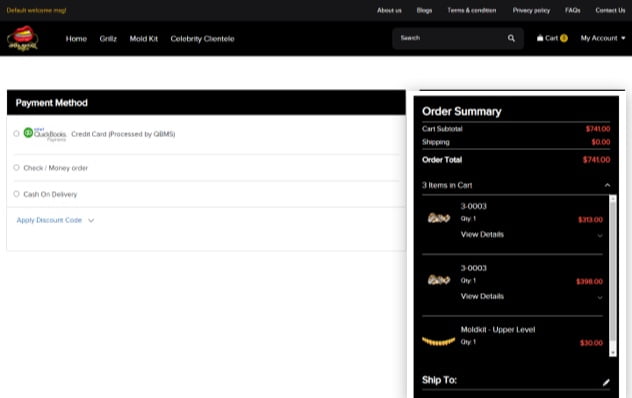 Default welcome msg!
About us Blogs Terms & condition Privacy policy FAQs Contact Us
Home Grillz Mold Kit Celebrity Clientele
Search
Cart 3 My Account
Payment Method
intuit
QuickBooks.
Payments
Credit Card (Processed by QBMS)
Check / Money order
Cash On Delivery
Apply Discount Code
Order Summary
Cart Subtotal $741.00
Shipping $0.00
Order Total $741.00
3 Items in Cart
3-0003
Qty 1 $313.00
View Details
3-0003
Qty 1 $398.00
View Details
Moldkit - Upper Level
Qty 1 $30.00
Ship To: